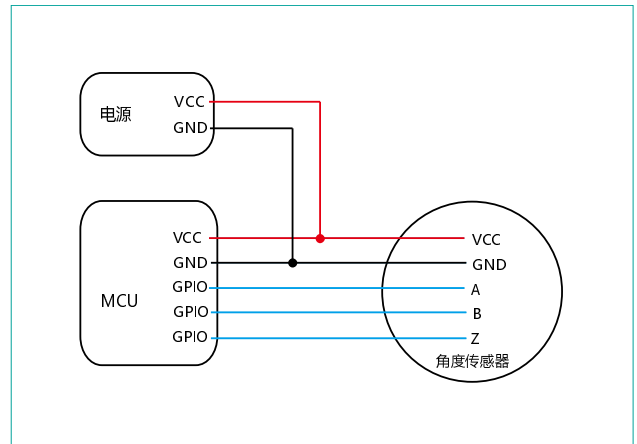 电源
VCC
GND
MCU
VCC
GND
GPIO
GPIO
GPIO
VCC
GND
A
B
Z
角度传感器